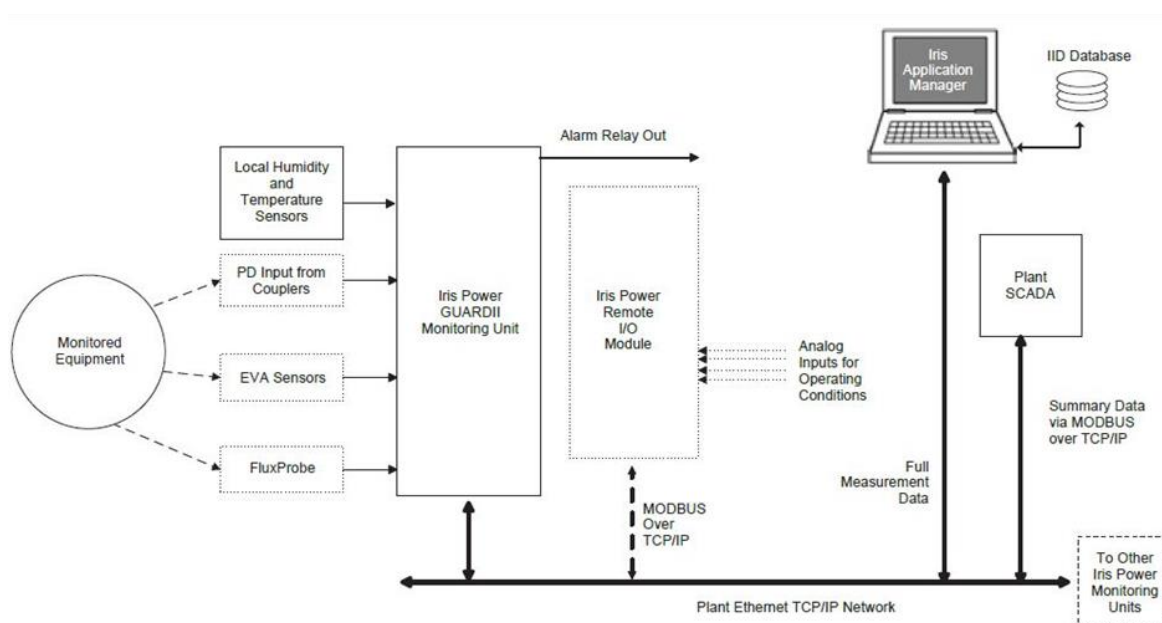 Iris
Application
Manager
IID Database
Alarm Relay Out
Local Humidity
and
Temperature
Sensors
PD Input from
Couplers
Iris Power
GUARDII
Monitoring Unit
Iris Power
Remote
I/O
Module
Plant
SCADA
Monitored
Equipment
EVA Sensors
Analog
Inputs for
Operating
Conditions
Summary Data
via MODBUS
over TCP/IP
FluxProbe
Full
Measurement
Data
MODBUS
Over
TCP/IP
To Other
Iris Power
Monitoring
Units
Plant Ethernet TCP/IP Network